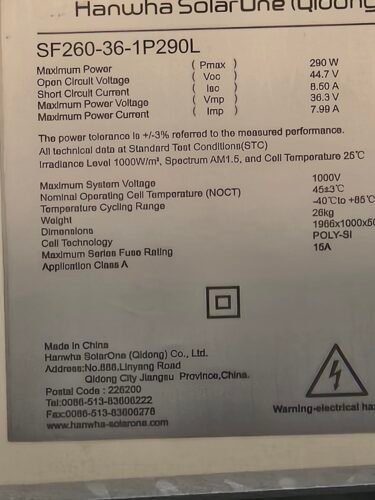 Hanwha SolarOne (Qidong)
SF260-36-1P290L
Maximum Power ( Pmax ) 290 W
Open Circuit Voltage ( Voc ) 44.7 V
Short Circuit Current ( Isc ) 8.50 A
Maximum Power Voltage ( Vmp ) 36.3 V
Maximum Power Current ( Imp ) 7.99 A
The power tolerance is +/-3% referred to the measured performance.
All technical data at Standard Test Conditions(STC)
Irradiance Level 1000W/m², Spectrum AM1.5, and Cell Temperature 25℃
Maximum System Voltage 1000V
Nominal Operating Cell Temperature (NOCT) 45±3℃
Temperature Cycling Range -40℃to +85℃
Weight 26kg
Dimensions 1966x1000x50
Cell Technology POLY-SI
Maximum Series Fuse Rating 15A
Application Class A
Made in China
Hanwha SolarOne (Qidong) Co., Ltd.
Address:No.888,Linyang Road
Qidong City Jiangsu Province,China.
Postal Code : 226200
Tel:0086-513-83606222
Fax:0086-513-83606278
www.hanwha-solarone.com
Warning-electrical ha